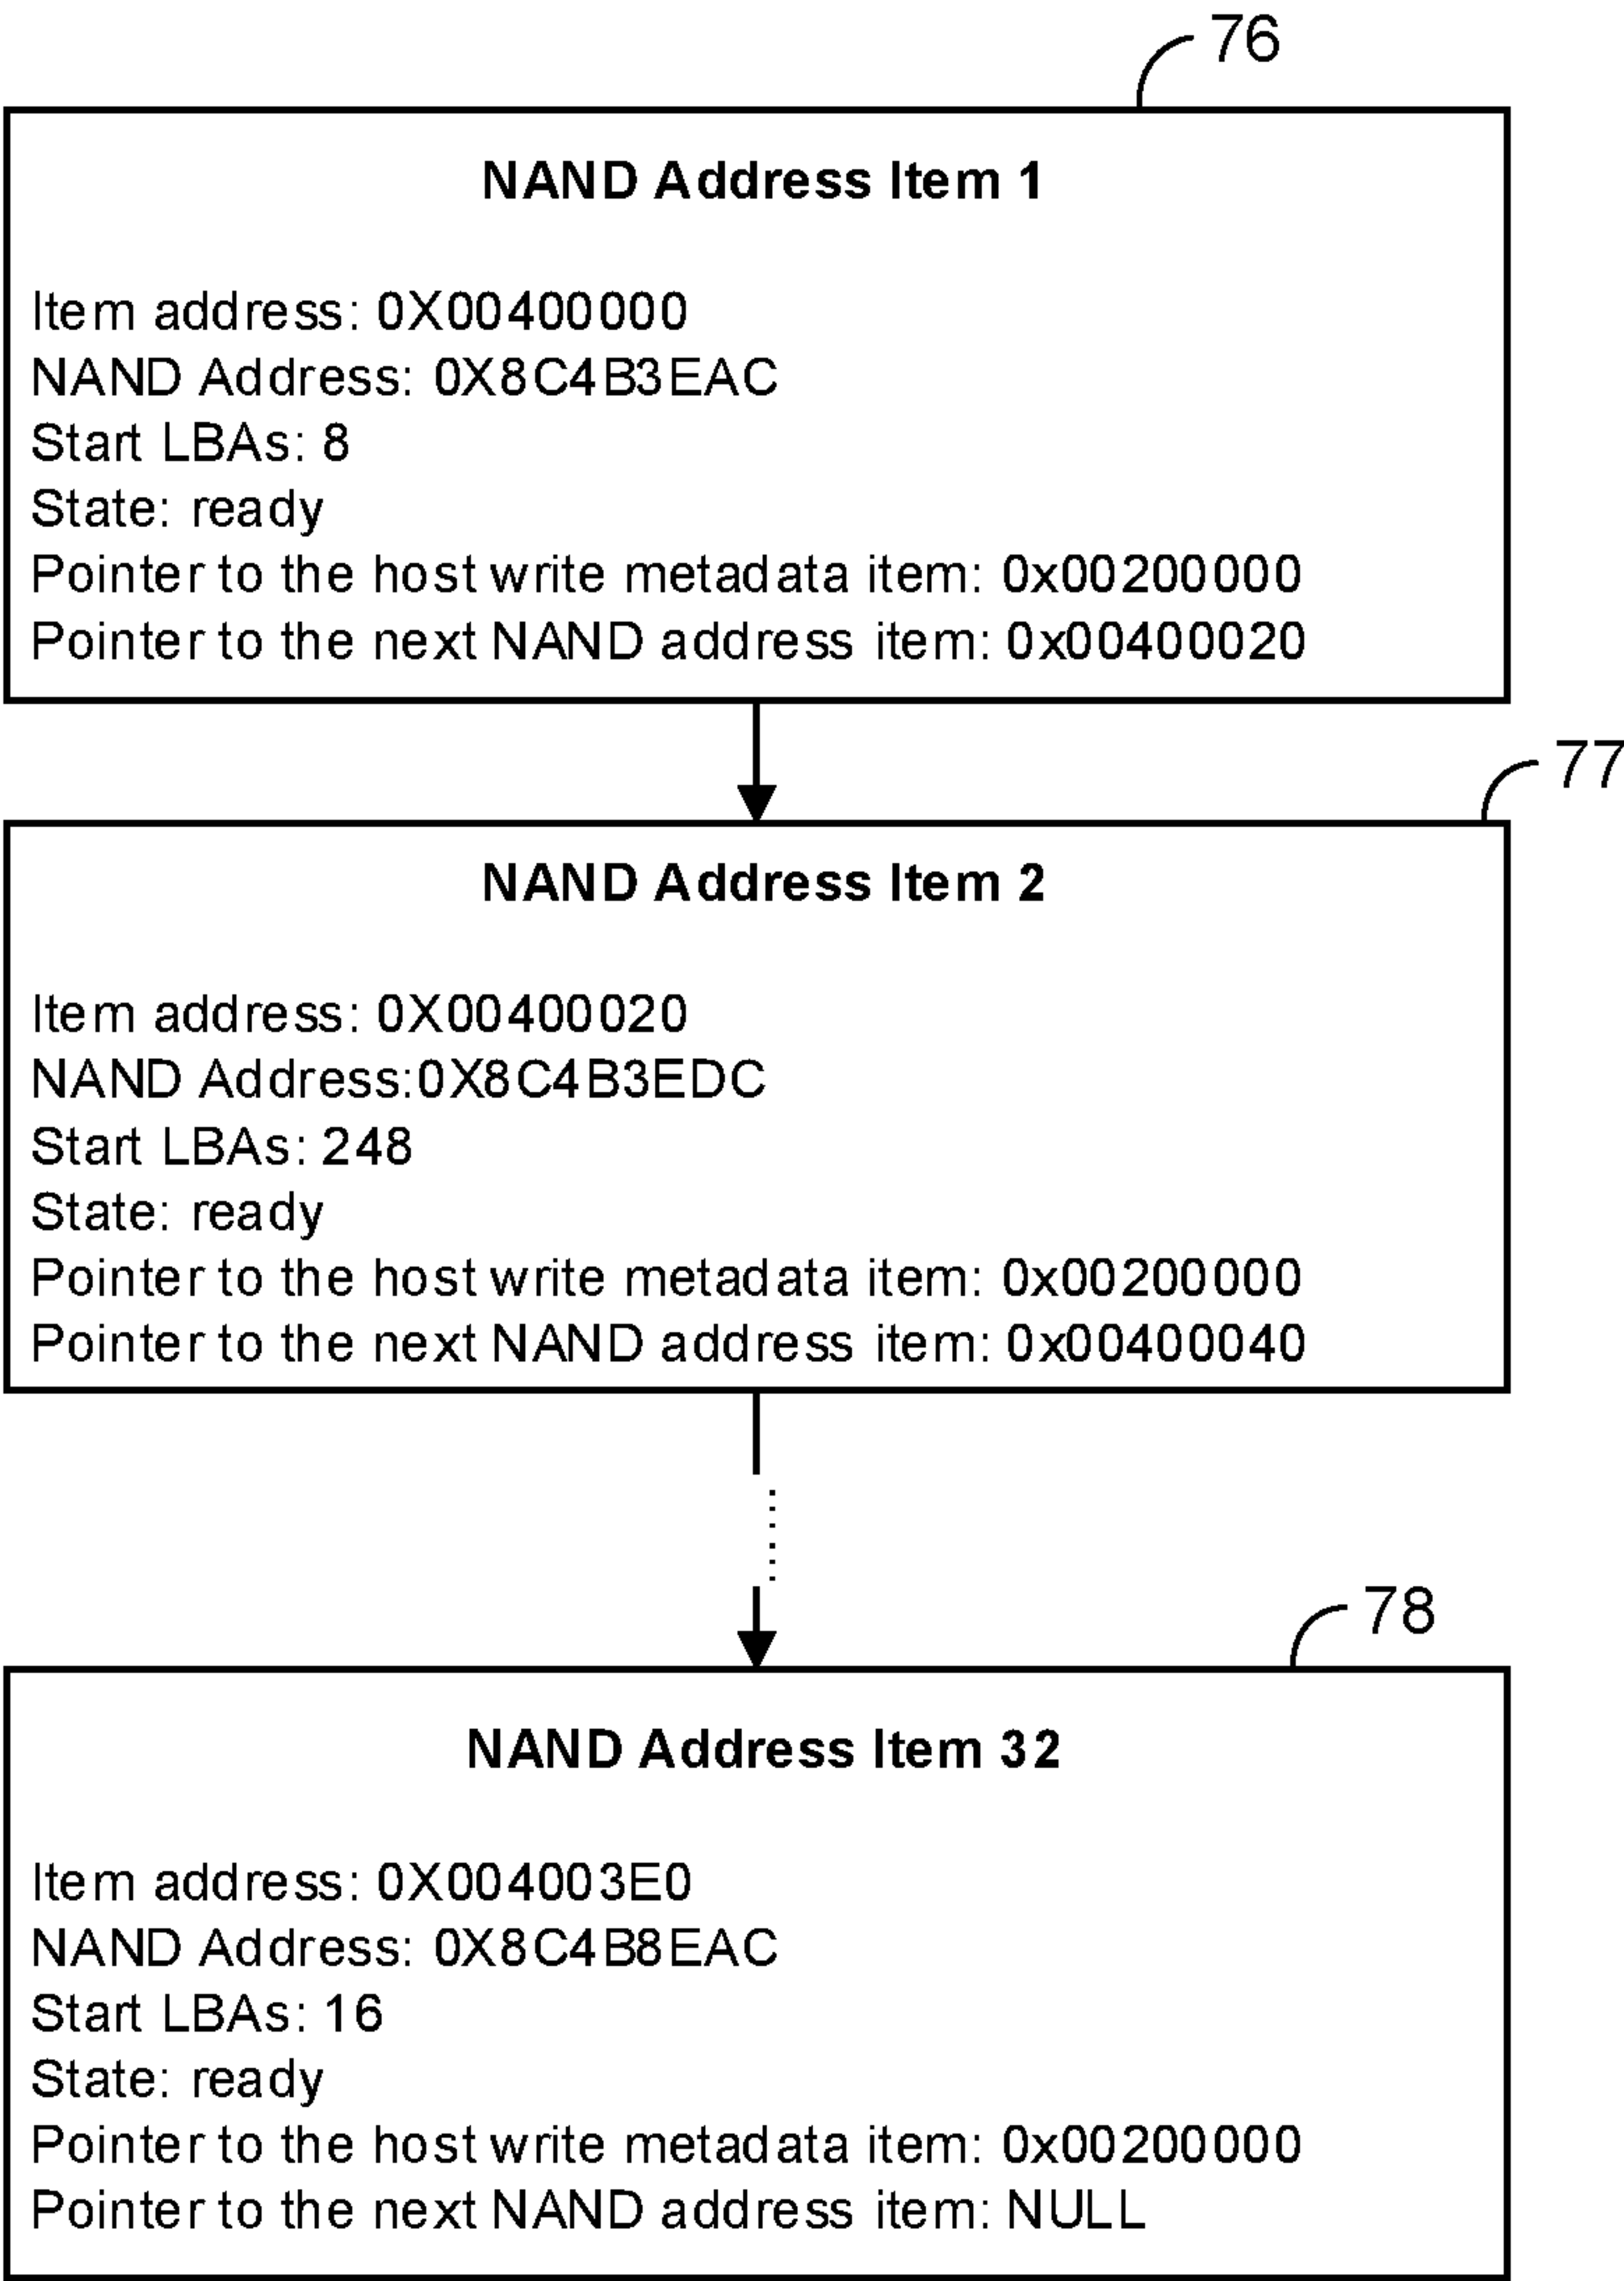 76
NAND Address Item 1
Item address: 0X00400000
NAND Address: 0X8C4B3EAC
Start LBAs: 8
State: ready
Pointer to the host write metadata item: 0x00200000
Pointer to the next NAND address item: 0x00400020
77
NAND Address Item 2
Item address: 0X00400020
NAND Address:0X8C4B3EDC
Start LBAs: 248
State: ready
Pointer to the host write metadata item: 0x00200000
Pointer to the next NAND address item: 0x00400040
78
NAND Address Item 32
Item address: 0X004003E0
NAND Address: 0X8C4B8EAC
Start LBAs: 16
State: ready
Pointer to the host write metadata item: 0x00200000
Pointer to the next NAND address item: NULL